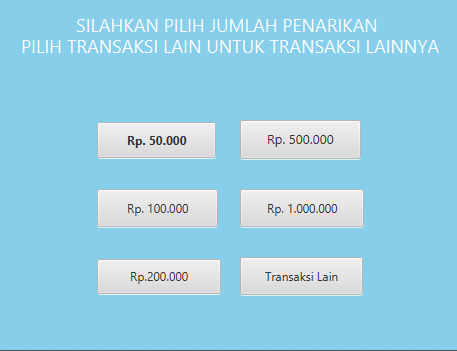 SILAHKAN PILIH JUMLAH PENARIKAN
PILIH TRANSAKSI LAIN UNTUK TRANSAKSI LAINNYA
Rp. 50.000
Rp. 500.000
Rp. 100.000
Rp. 1.000.000
Rp.200.000
Transaksi Lain